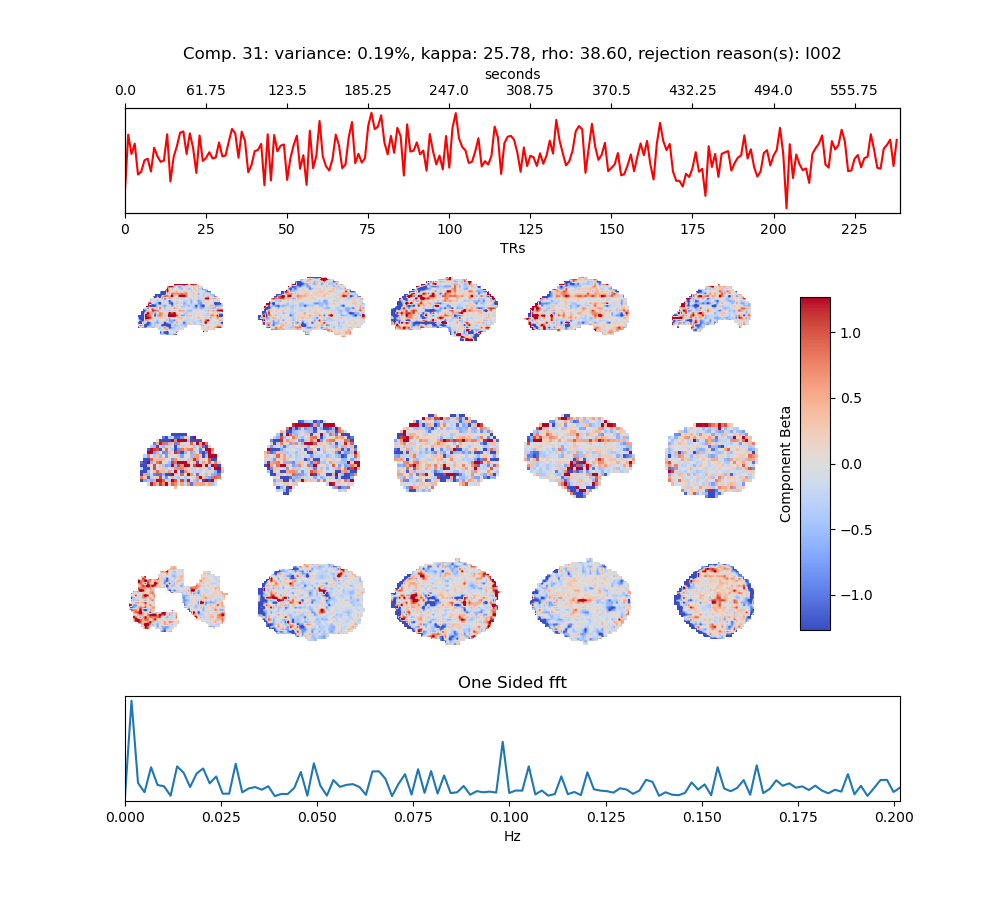 Comp. 31: variance: 0.19%, kappa: 25.78, rho: 38.60, rejection reason(s): I002
seconds
0.0 61.75 123.5 185.25 247.0 308.75 370.5 432.25 494.0 555.75
0 25 50 75 100 125 150 175 200 225
TRs
1.0
0.5
0.0
−0.5
−1.0
Component Beta
One Sided fft
0.000 0.025 0.050 0.075 0.100 0.125 0.150 0.175 0.200
Hz